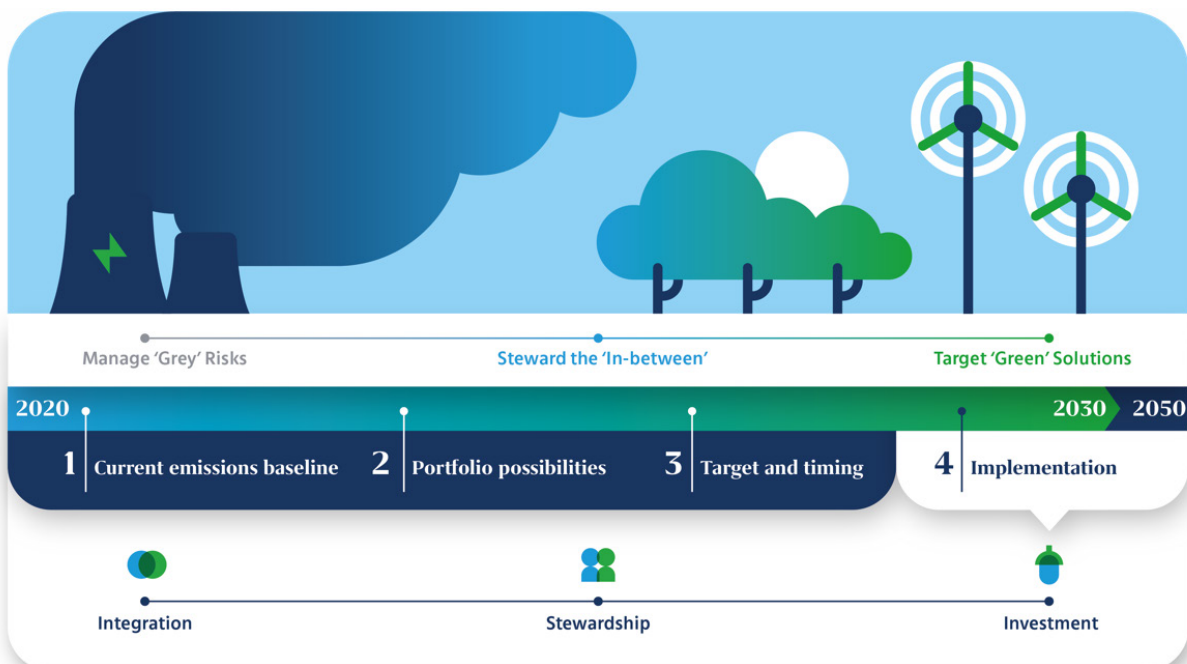 Manage ‘Grey’ Risks
Steward the ‘In-between’
Target ‘Green’ Solutions
2020
2030
2050
1 Current emissions baseline
2 Portfolio possibilities
3 Target and timing
4 Implementation
Integration
Stewardship
Investment